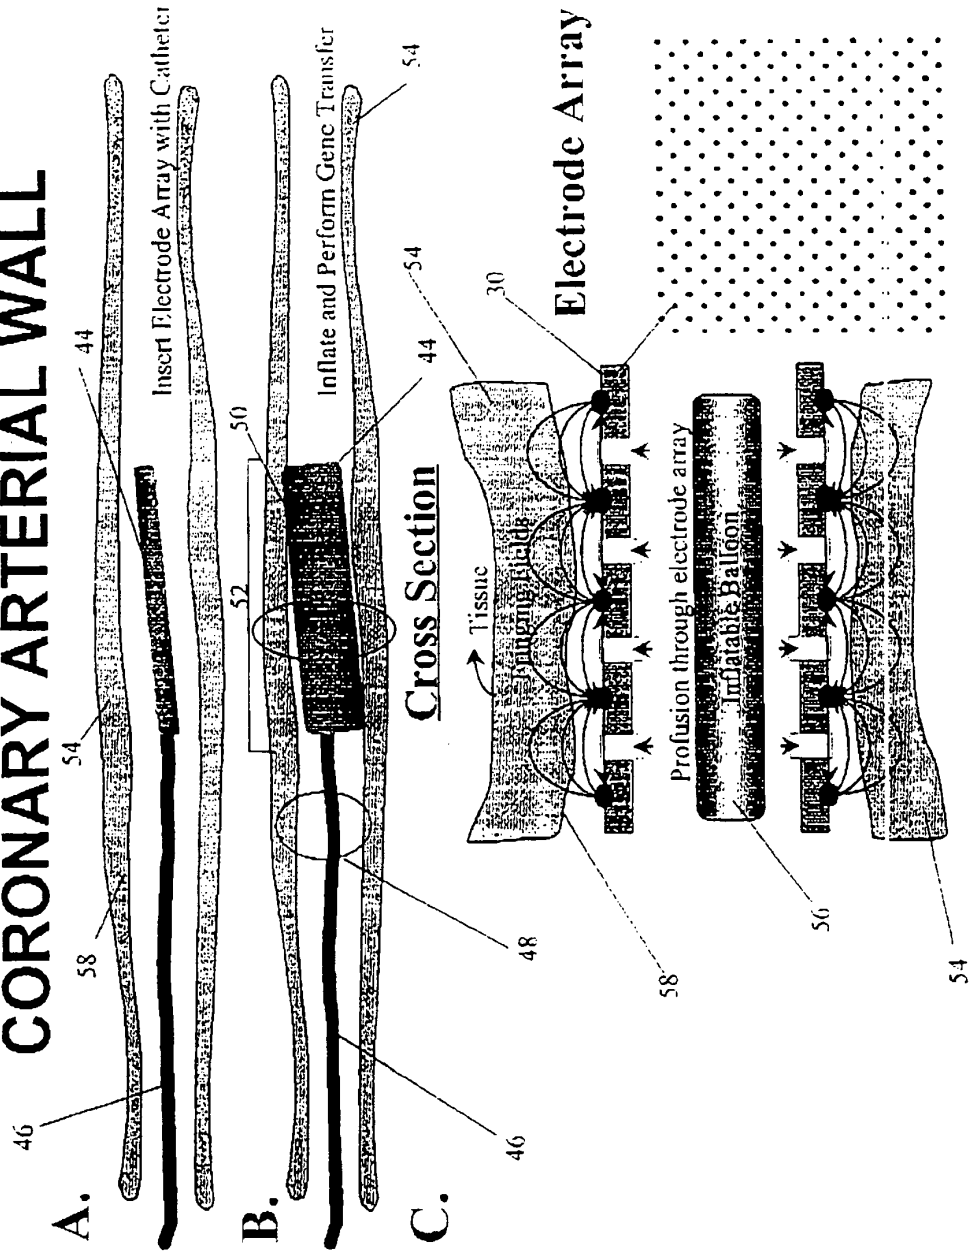 CORONARY ARTERIAL WALL
A.
46
58
54
44
Insert Electrode Array with Catheter
B.
52
50
Inflate and Perform Gene Transfer
54
44
48
46
C.
Cross Section
Tissue
Fringing Fields
54
30
Electrode Array
Profusion through electrode array
Inflatable Balloon
58
56
54